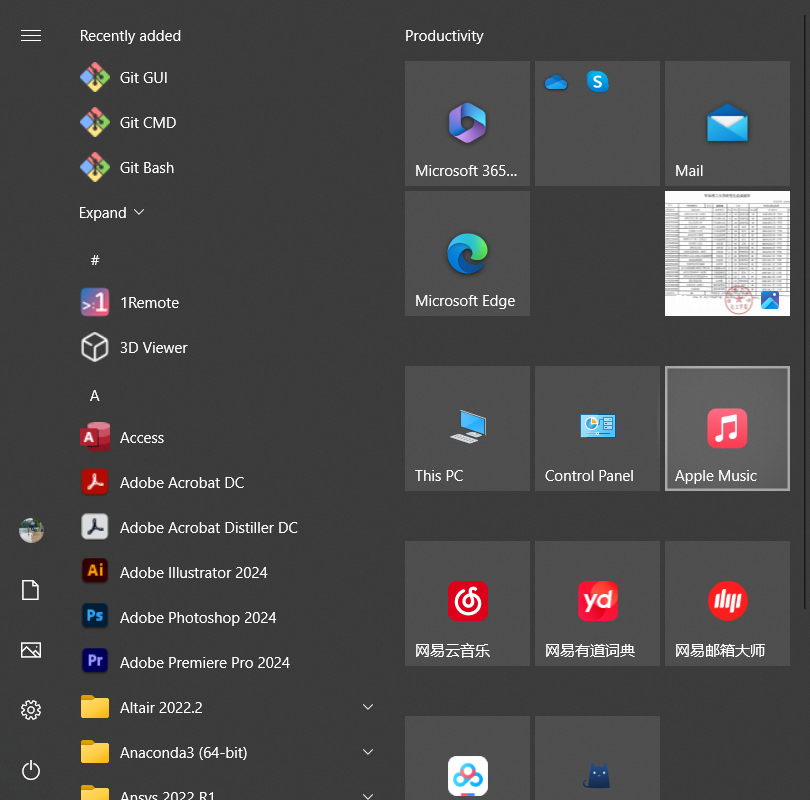 Recently added
Git GUI
Git CMD
Git Bash
Expand
#
1Remote
3D Viewer
A
Access
Adobe Acrobat DC
Adobe Acrobat Distiller DC
Adobe Illustrator 2024
Adobe Photoshop 2024
Adobe Premiere Pro 2024
Altair 2022.2
Anaconda3 (64-bit)
Ansys 2022 R1
Productivity
Microsoft 365...
Mail
Microsoft Edge
This PC
Control Panel
Apple Music
网易云音乐
yd
网易有道词典
网易邮箱大师